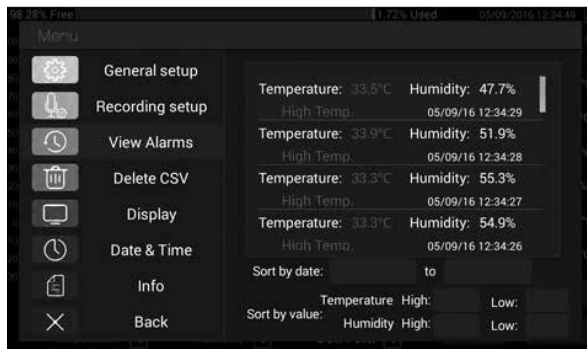 98.28% Free 1.72% Used 05/09/2016 12:34:49
Menu
General setup
Recording setup
View Alarms
Delete CSV
Display
Date & Time
Info
Back
Temperature: 33.5°C Humidity: 47.7%
High Temp. 05/09/16 12:34:29
Temperature: 33.9°C Humidity: 51.9%
High Temp. 05/09/16 12:34:28
Temperature: 33.3°C Humidity: 55.3%
High Temp. 05/09/16 12:34:27
Temperature: 33.3°C Humidity: 54.9%
High Temp. 05/09/16 12:34:26
Sort by date: to
Sort by value:
Temperature High: Low:
Humidity High: Low: